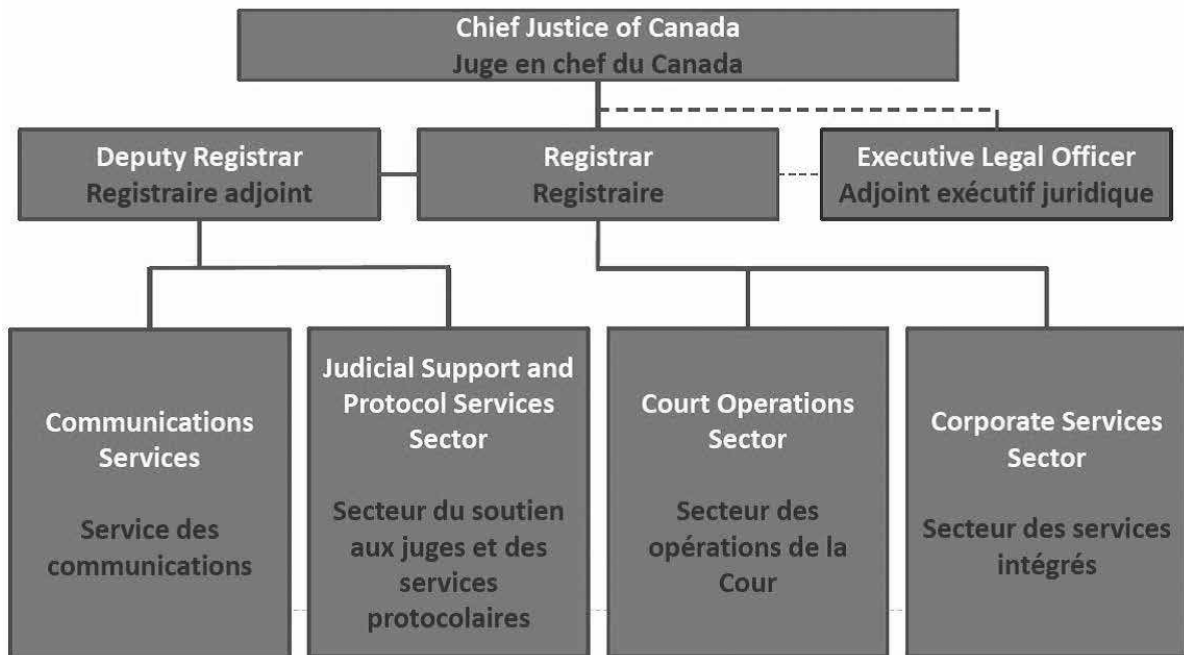 Chief Justice of Canada
Juge en chef du Canada
Deputy Registrar
Registraire adjoint
Registrar
Registraire
Executive Legal Officer
Adjoint exécutif juridique
Communications
Services
Service des
communications
Judicial Support and
Protocol Services
Sector
Secteur du soutien
aux juges et des
services
protocolaires
Court Operations
Sector
Secteur des
opérations de la
Cour
Corporate Services
Sector
Secteur des services
intégrés